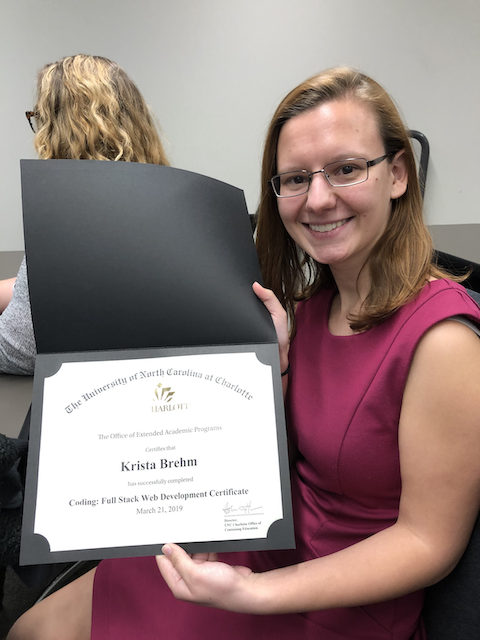 The University of North Carolina at Charlotte
The Office of Extended Academic Programs
Certifies that
Krista Brehm
has successfully completed
Coding: Full Stack Web Development Certificate
March 21, 2019
Director,
UNC Charlotte Office of
Continuing Education